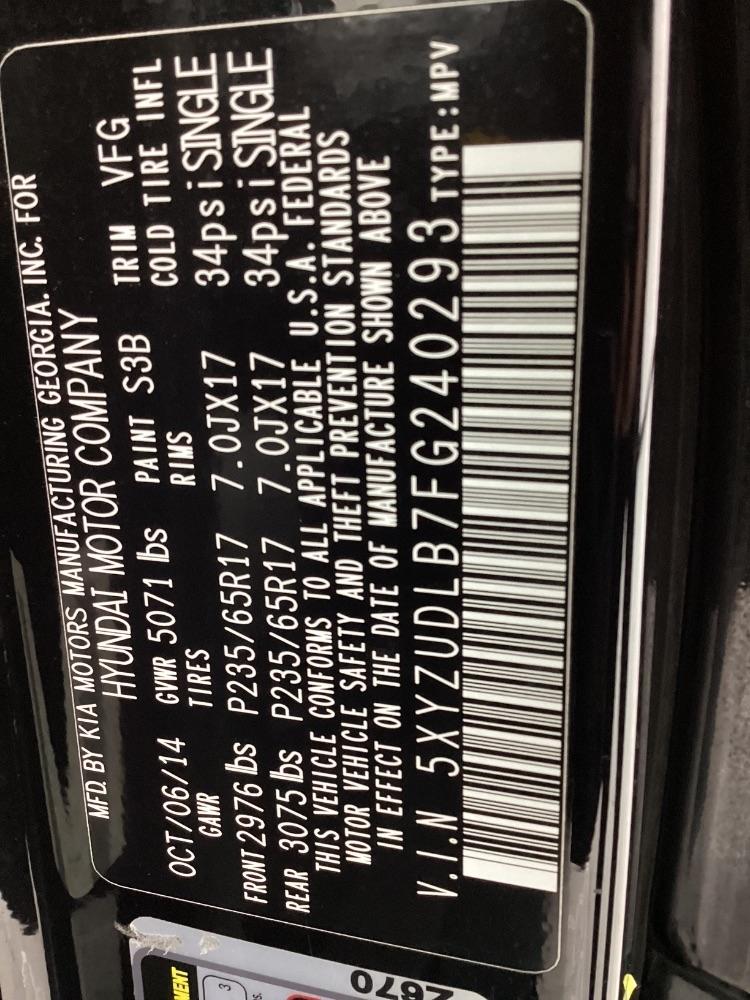 MFD. BY KIA MOTORS MANUFACTURING GEORGIA. INC. FOR
HYUNDAI MOTOR COMPANY
OCT/06/14 GVWR 5071 lbs PAINT S3B TRIM VFG
GAWR TIRES RIMS COLD TIRE INFL
FRONT 2976 lbs P235/65R17 7.0JX17 34psi SINGLE
REAR 3075 lbs P235/65R17 7.0JX17 34psi SINGLE
THIS VEHICLE CONFORMS TO ALL APPLICABLE U.S.A. FEDERAL
MOTOR VEHICLE SAFETY AND THEFT PREVENTION STANDARDS
IN EFFECT ON THE DATE OF MANUFACTURE SHOWN ABOVE
V.I.N 5XYZUDLB7FG240293 TYPE:MPV
3